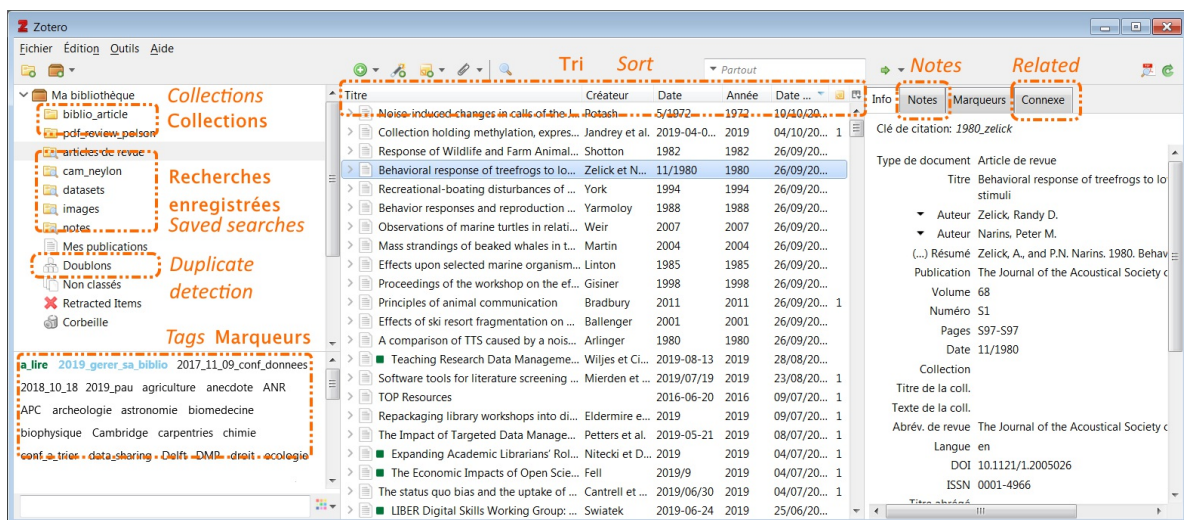 Zotero
Fichier Édition Outils Aide
Tri Sort
Partout
Notes Related
Ma bibliothèque
biblio_article
pdf_review_polson
articles de revue
cam_neylon
datasets
images
notes
Mes publications
Doublons
Non classés
Retracted Items
Corbeille
Collections
Collections
Recherches
enregistrées
Saved searches
Duplicate
detection
Tags Marqueurs
a_lire 2019_gerer_sa_biblio 2017_11_09_conf_donnees
2018_10_18 2019_pau agriculture anecdote ANR
APC archeologie astronomie biomedecine
biophysique Cambridge carpentries chimie
conf_a_trier data_sharing Delft DMP droit ecologie
Titre Créateur Date Année Date ...
Noise-induced changes in calls of the J... Potash 5/1972 1972 10/10/20...
Collection holding methylation, expres... Jandrey et al. 2019-04-0... 2019 04/10/20... 1
Response of Wildlife and Farm Animal... Shotton 1982 1982 26/09/20...
Behavioral response of treefrogs to lo... Zelick et N... 11/1980 1980 26/09/20...
Recreational-boating disturbances of ... York 1994 1994 26/09/20...
Behavior responses and reproduction ... Yarmoloy 1988 1988 26/09/20...
Observations of marine turtles in relati... Weir 2007 2007 26/09/20...
Mass strandings of beaked whales in t... Martin 2004 2004 26/09/20...
Effects upon selected marine organism... Linton 1985 1985 26/09/20...
Proceedings of the workshop on the ef... Gisiner 1998 1998 26/09/20...
Principles of animal communication Bradbury 2011 2011 26/09/20... 1
Effects of ski resort fragmentation on ... Ballenger 2001 2001 26/09/20...
A comparison of TTS caused by a nois... Arlinger 1980 1980 26/09/20...
Teaching Research Data Manageme... Wiljes et Ci... 2019-08-13 2019 28/08/20...
Software tools for literature screening ... Mierden et ... 2019/07/19 2019 23/08/20... 1
TOP Resources 2016-06-20 2016 09/07/20... 1
Repackaging library workshops into di... Eldermire e... 2019 2019 09/07/20... 1
The Impact of Targeted Data Manage... Petters et al. 2019-05-21 2019 08/07/20... 1
Expanding Academic Librarians' Rol... Nitecki et D... 2019 2019 04/07/20... 1
The Economic Impacts of Open Scie... Fell 2019/9 2019 04/07/20... 1
The status quo bias and the uptake of ... Cantrell et ... 2019/06/30 2019 04/07/20... 1
LIBER Digital Skills Working Group: ... Swiatek 2019-06-24 2019 25/06/20...
Info Notes Marqueurs Connexe
Clé de citation: 1980_zelick
Type de document Article de revue
Titre Behavioral response of treefrogs to lo
stimuli
Auteur Zelick, Randy D.
Auteur Narins, Peter M.
(...) Résumé Zelick, A., and P.N. Narins. 1980. Behav
Publication The Journal of the Acoustical Society
Volume 68
Numéro S1
Pages S97-S97
Date 11/1980
Collection
Titre de la coll.
Texte de la coll.
Abrév. de revue The Journal of the Acoustical Society
Langue en
DOI 10.1121/1.2005026
ISSN 0001-4966
Titre abrégé